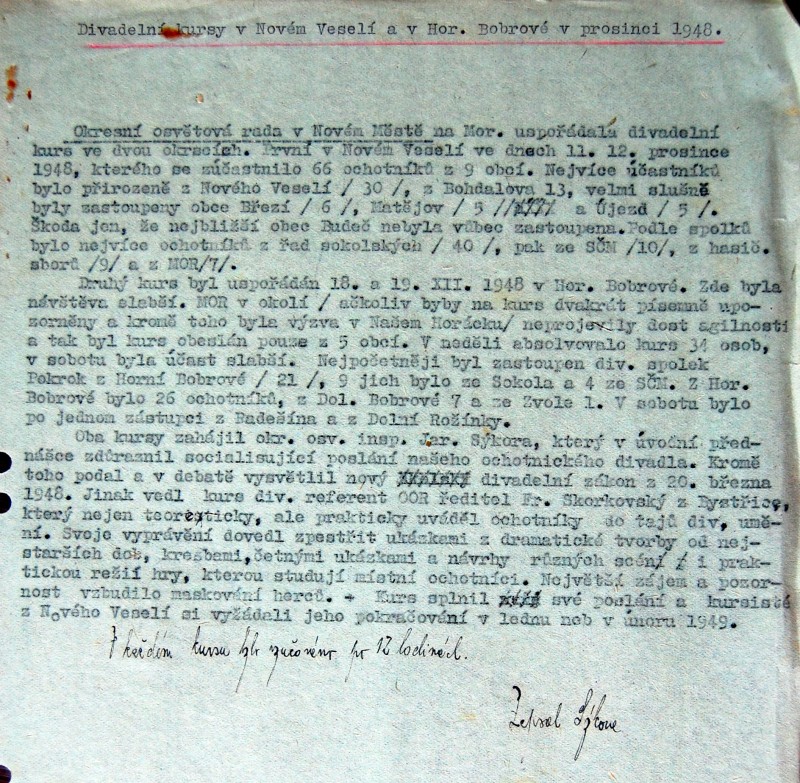 Divadelní kursy v Novém Veselí a v Hor. Bobrové v prosinci 1948.
Okresní osvětová rada v Novém Městě na Mor. uspořádala divadelní
kurs ve dvou okrscích. První v Novém Veselí ve dnech 11. 12. prosince
1948, kterého se zúčastnilo 66 ochotníků z 9 obcí. Nejvíce účastníků
bylo přirozeně z Nového Veselí / 30 /, z Bohdalova 13, velmi slušně
byly zastoupeny obce Březí / 6 /, Matějov / 5 / a Újezd / 5 /.
Škoda jen, že nejbližší obec Budeč nebyla vůbec zastoupena. Podle spolků
bylo nejvíce ochotníků z řad sokolských / 40 /, pak ze SČM /10/, z hasič.
sborů /9/ a z MOR/7/.
Druhý kurs byl uspořádán 18. a 19. XII. 1948 v Hor. Bobrové. Zde byla
návštěva slabší. MOR v okolí / ačkoliv byby na kurs dvakrát písemně upo-
zorněny a kromě toho byla výzva v Našem Horácku/ neprojevily dost agilnosti
a tak byl kurs obeslán pouze z 5 obcí. V neděli absolvovalo kurs 34 osob,
v sobotu byla účast slabší. Nejpočetněji byl zastoupen div. spolek
Pokrok z Horní Bobrové / 21 /, 9 jich bylo ze Sokola a 4 ze SČM. Z Hor.
Bobrové bylo 26 ochotníků, z Dol. Bobrové 7 a ze Zvole 1. V sobotu bylo
po jednom zástupci z Radešína a z Dolní Rožínky.
Oba kursy zahájil okr. osv. insp. Jar. Sýkora, který v úvodní před-
nášce zdůraznil socialisující poslání našeho ochotnického divadla. Kromě
toho podal a v debatě vysvětlil nový divadelní zákon z 20. března
1948. Jinak vedl kurs div. referent OOR ředitel Fr. Skorkovský z Bystřice,
který nejen teoreticky, ale prakticky uváděl ochotníky do tajů div, umě-
ní. Svoje vyprávění dovedl zpestřit ukázkami z dramatické tvorby od nej-
starších dob, kresbami, četnými ukázkami a návrhy různých scén / i prak-
tickou režií hry, kterou studují místní ochotníci. Největší zájem a pozor-
nost vzbudilo maskování herců. + Kurs splnil své poslání a kursisté
z Nového Veselí si vyžádali jeho pokračování v lednu neb v únoru 1949.
V každém kursu bylo po 12 hodinách.
Zapsal Sýkora